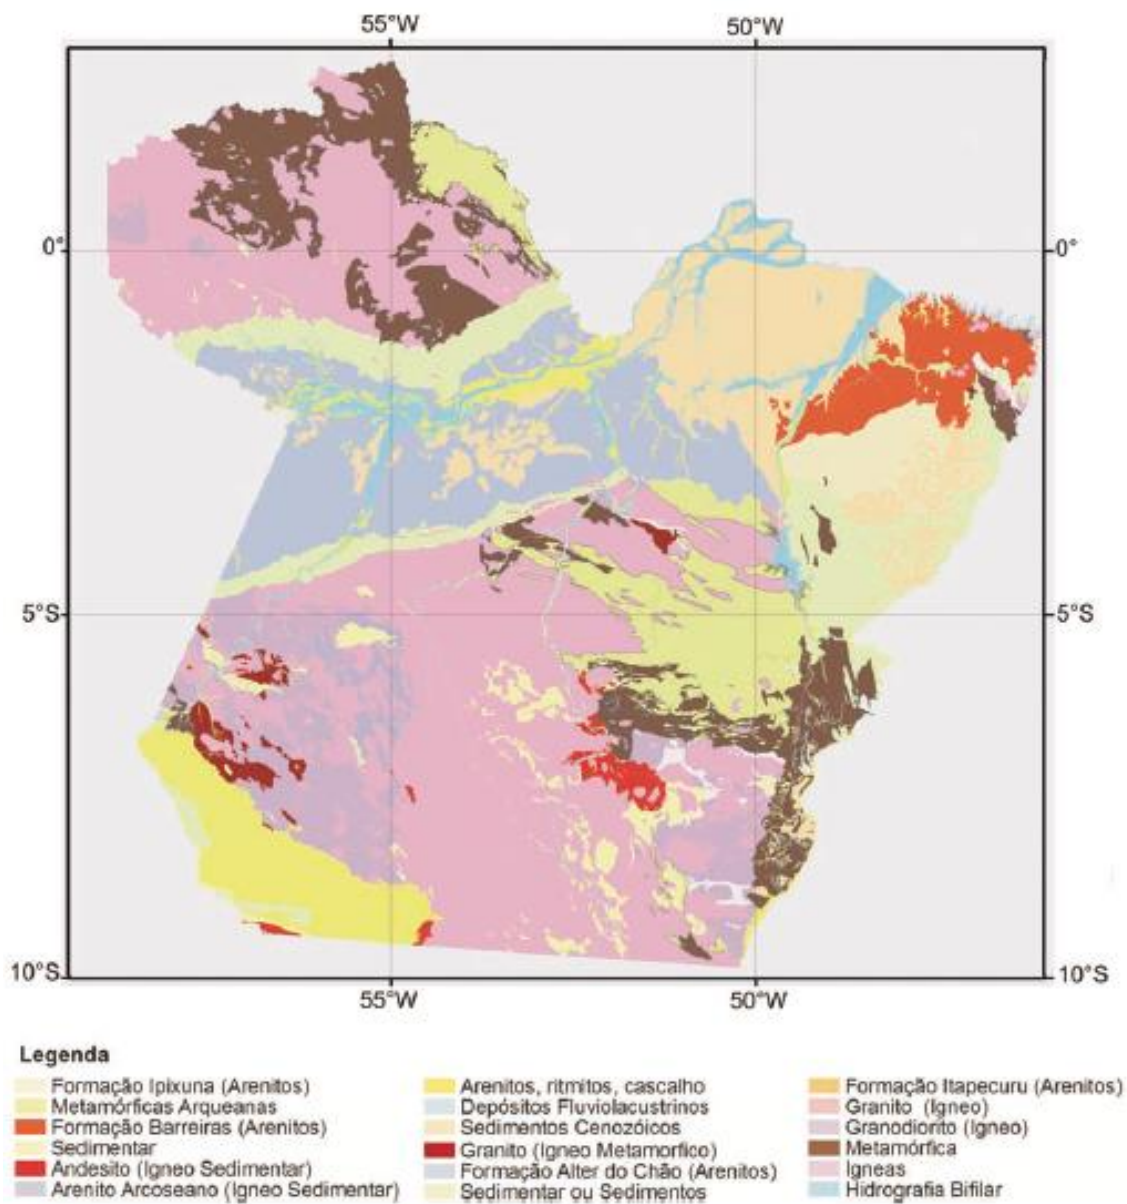 55°W 50°W
0° 0°
5°S 5°S
10°S 10°S
55°W 50°W
Legenda
Formação Ipixuna (Arenitos)
Metamórficas Arqueanas
Formação Barreiras (Arenitos)
Sedimentar
Andesito (Igneo Sedimentar)
Arenito Arcoseano (Igneo Sedimentar)
Arenitos, ritmitos, cascalho
Depósitos Fluviolacustrinos
Sedimentos Cenozóicos
Granito (Igneo Metamorfico)
Formação Alter do Chão (Arenitos)
Sedimentar ou Sedimentos
Formação Itapecuru (Arenitos)
Granito (Igneo)
Granodiorito (Igneo)
Metamórfica
Igneas
Hidrografia Bifilar